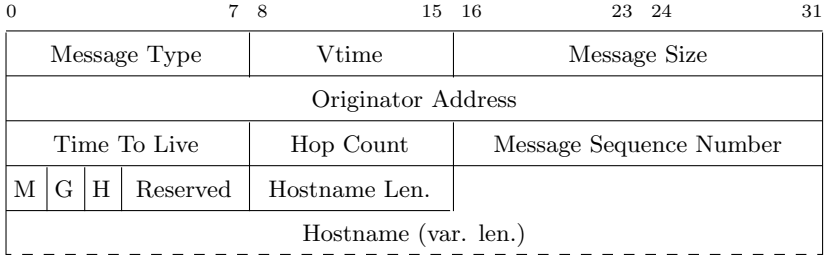 0 7 8 15 16 23 24 31
Message Type Vtime Message Size
Originator Address
Time To Live Hop Count Message Sequence Number
M G H Reserved Hostname Len.
Hostname (var. len.)